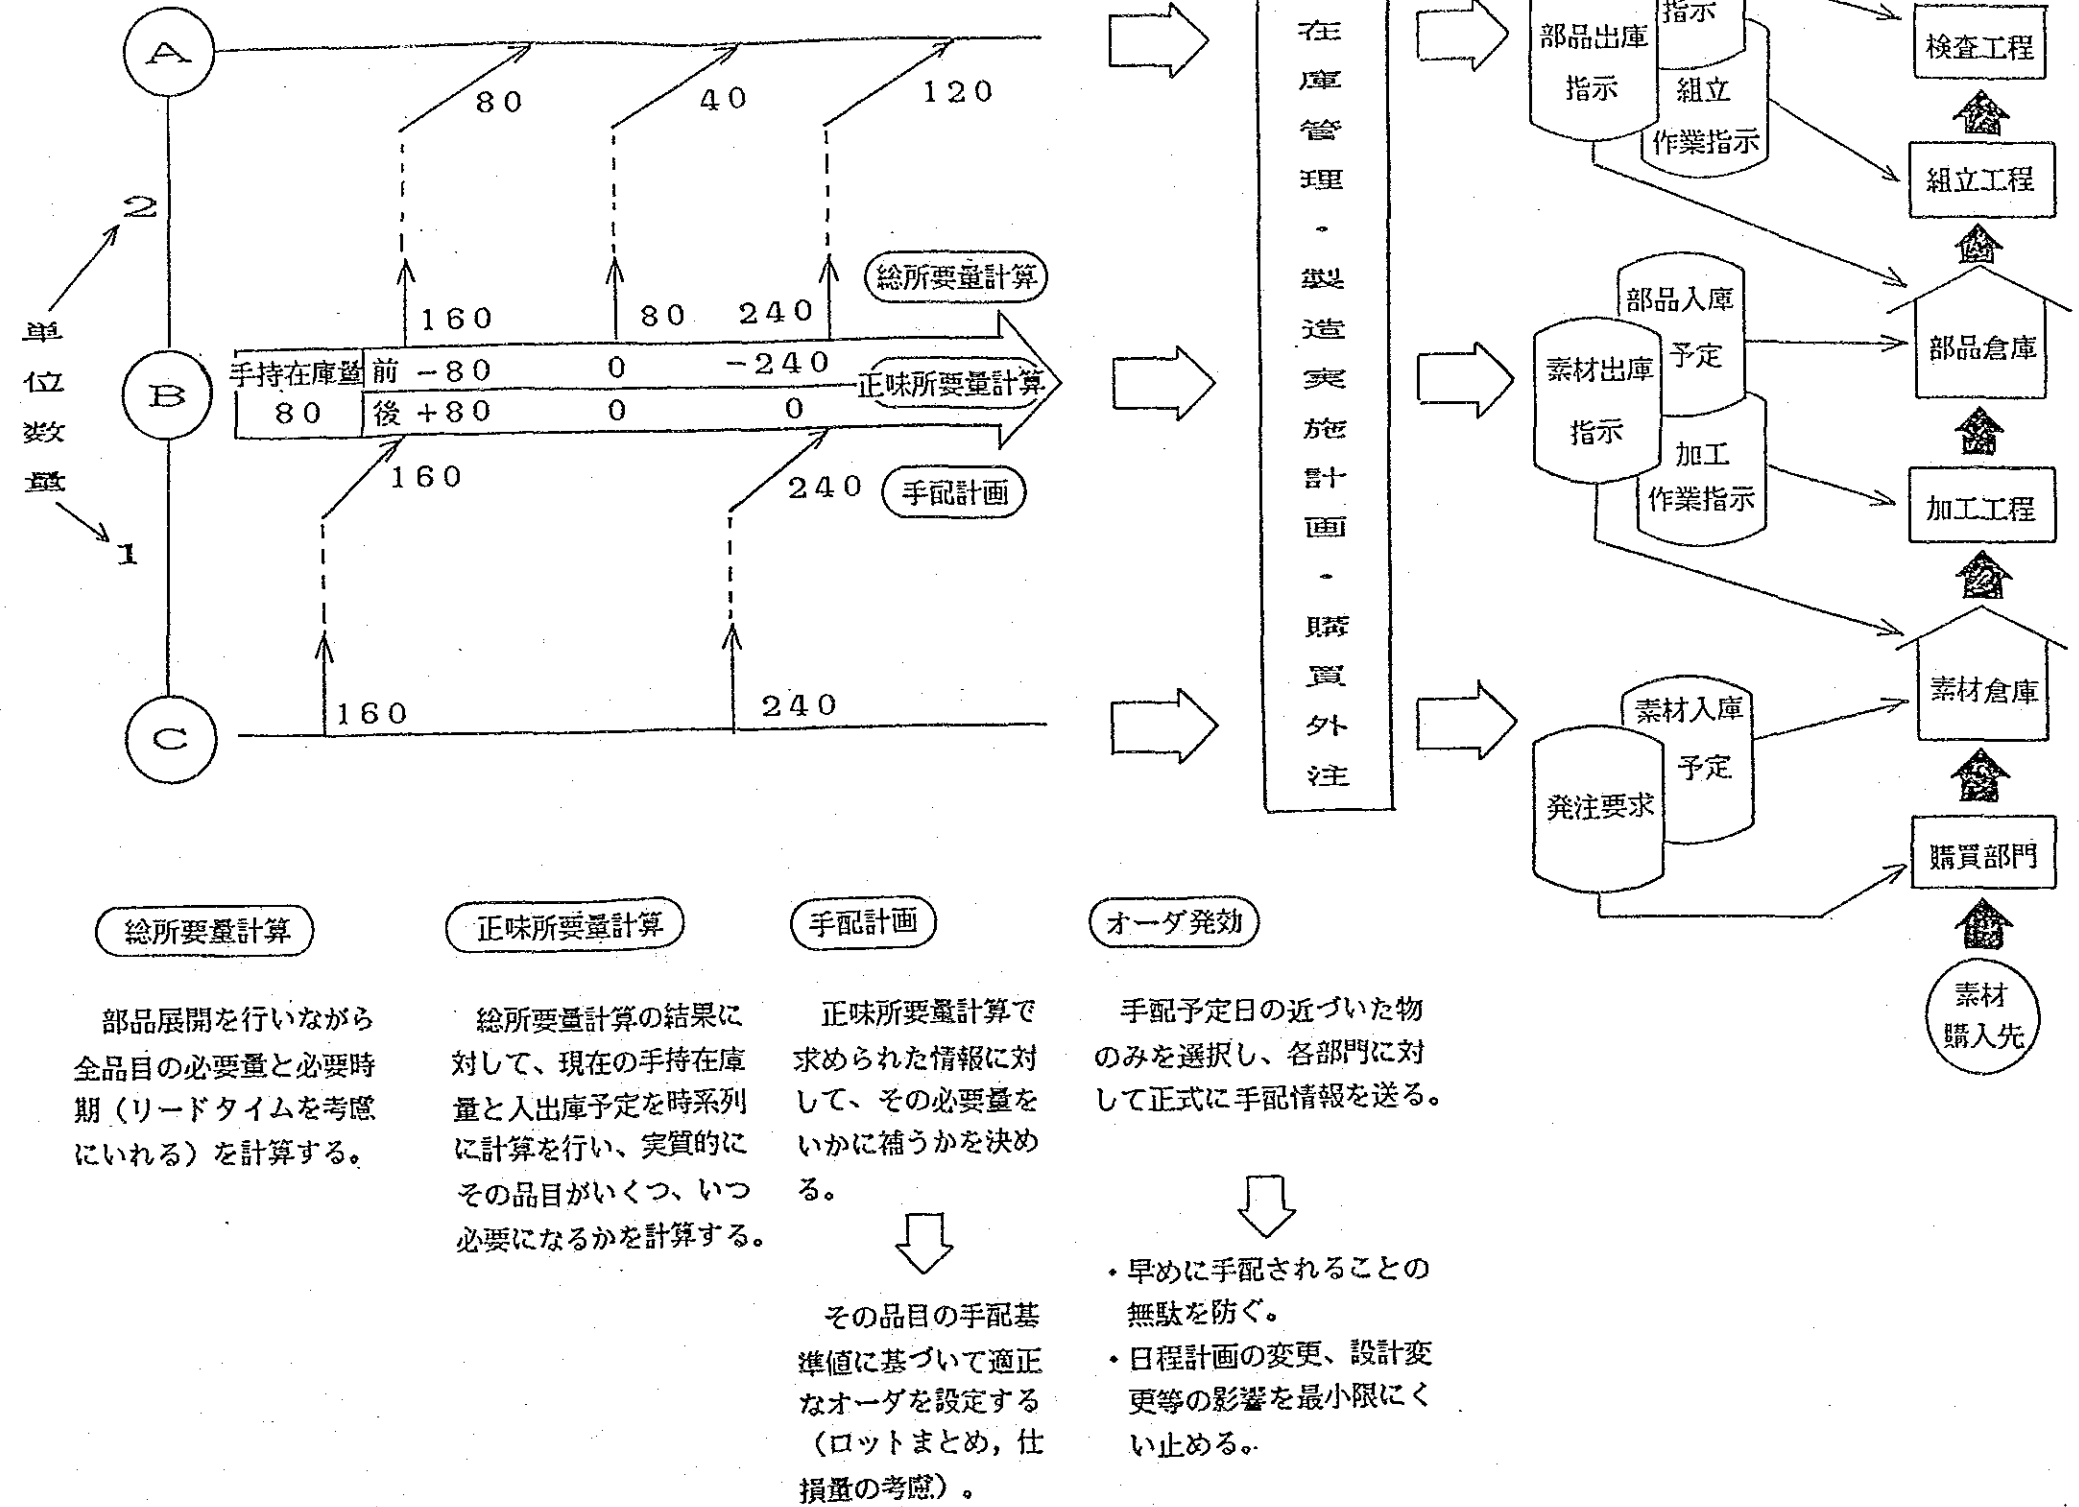 A
80
40
120
2
単位数量
1
総所要量計算
160
80
240
B
手持在庫量
80
前 -80 0 -240
正味所要量計算
後 +80 0 0
160
240
手配計画
160
240
C
在庫管理・製造実施計画・購買外注
指示
部品出庫
指示
組立
作業指示
検査工程
組立工程
部品入庫
予定
素材出庫
指示
加工
作業指示
部品倉庫
加工工程
素材入庫
予定
発注要求
素材倉庫
購買部門
素材
購入先
総所要量計算
部品展開を行いながら
全品目の必要量と必要時
期(リードタイムを考慮
にいれる)を計算する。
正味所要量計算
総所要量計算の結果に
対して、現在の手持在庫
量と入出庫予定を時系列
に計算を行い、実質的に
その品目がいくつ、いつ
必要になるかを計算する。
手配計画
正味所要量計算で
求められた情報に対
して、その必要量を
いかに補うかを決め
る。
その品目の手配基
準値に基づいて適正
なオーダを設定する
(ロットまとめ,仕
損量の考慮)。
オーダ発効
手配予定日の近づいた物
のみを選択し、各部門に対
して正式に手配情報を送る。
・早めに手配されることの
無駄を防ぐ。
・日程計画の変更、設計変
更等の影響を最小限にく
い止める。